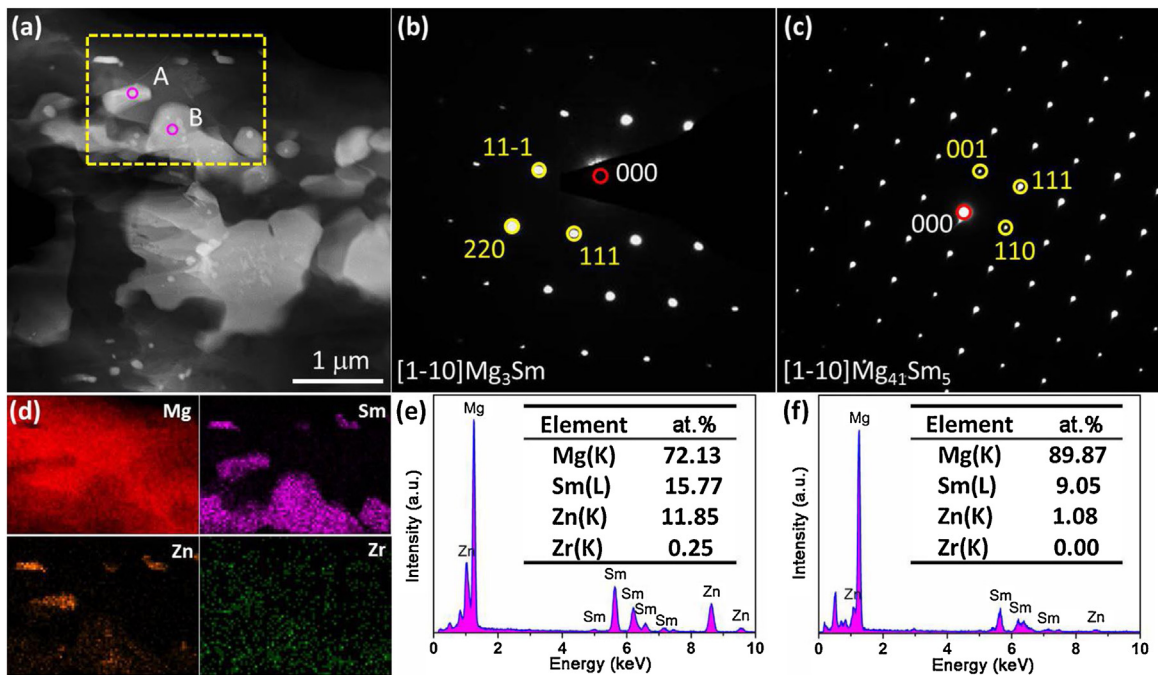 (a)
A
B
1 μm
(b)
11-1
000
220
111
[1-10]Mg₃Sm
(c)
001
111
000
110
[1-10]Mg₄₁Sm₅
(d)
Mg
Sm
Zn
Zr
(e)
Mg
Element at.%
Mg(K) 72.13
Sm(L) 15.77
Zn(K) 11.85
Zr(K) 0.25
Zn
Sm
Sm
Sm
Sm
Zn
Zn
Intensity (a.u.)
0 2 4 6 8 10
Energy (keV)
(f)
Mg
Element at.%
Mg(K) 89.87
Sm(L) 9.05
Zn(K) 1.08
Zr(K) 0.00
Zn
Sm
Sm
Sm
Zn
Intensity (a.u.)
0 2 4 6 8 10
Energy (keV)